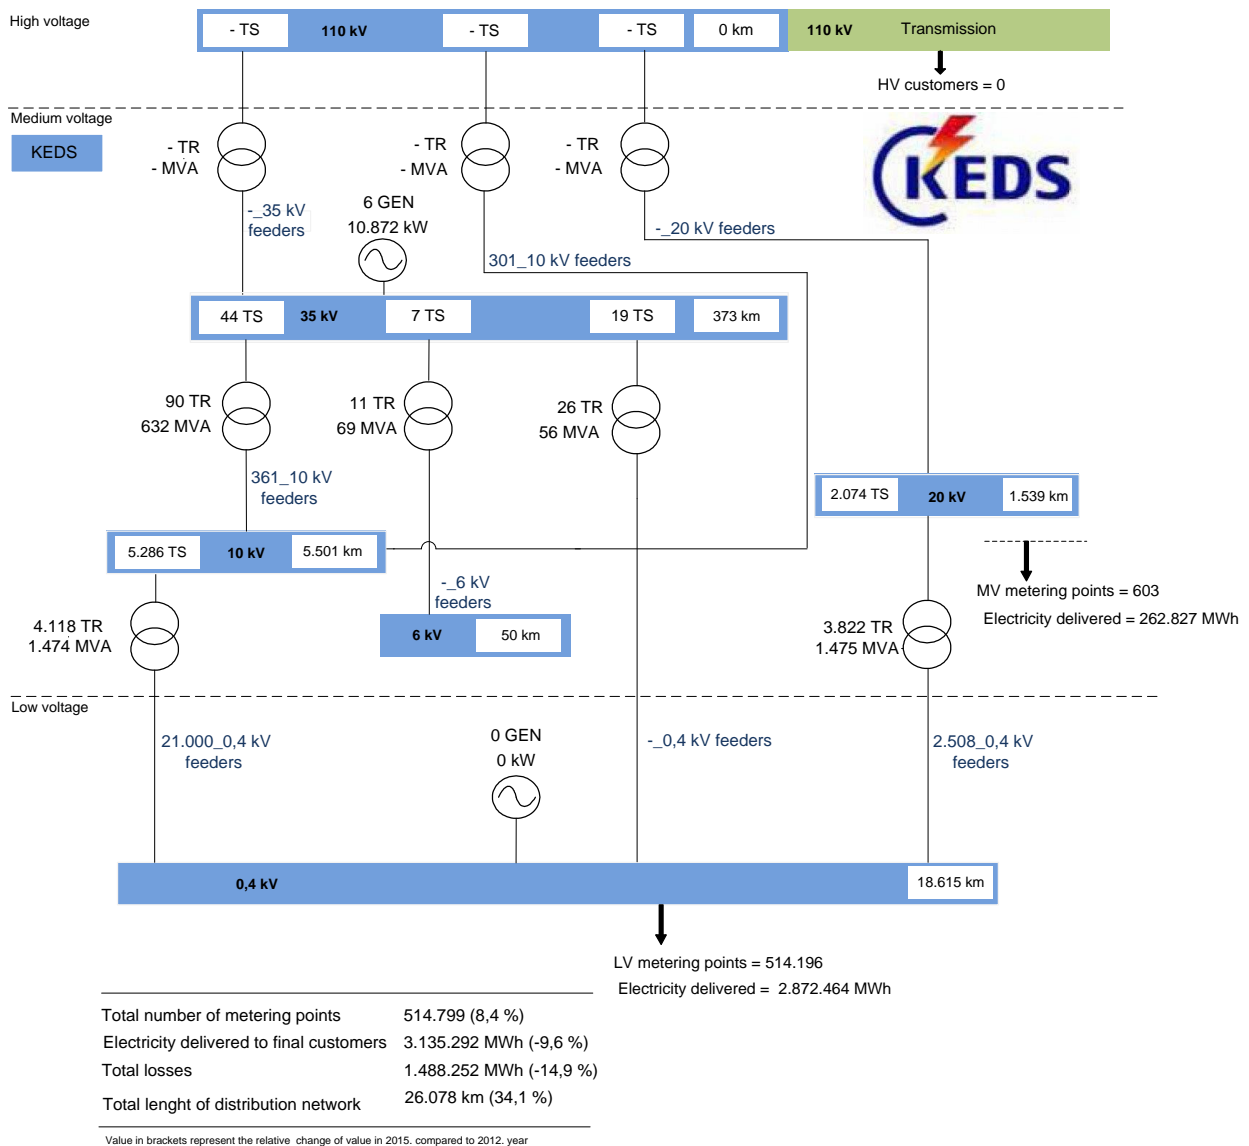 High voltage
- TS
110 kV
- TS
- TS
0 km
110 kV
Transmission
HV customers = 0
Medium voltage
KEDS
- TR
- MVA
- TR
- MVA
- TR
- MVA
KEDS
-_35 kV
feeders
6 GEN
10.872 kW
301_10 kV feeders
-_20 kV feeders
44 TS
35 kV
7 TS
19 TS
373 km
90 TR
632 MVA
11 TR
69 MVA
26 TR
56 MVA
361_10 kV
feeders
2.074 TS
20 kV
1.539 km
5.286 TS
10 kV
5.501 km
-_6 kV
feeders
MV metering points = 603
Electricity delivered = 262.827 MWh
4.118 TR
1.474 MVA
6 kV
50 km
3.822 TR
1.475 MVA
Low voltage
21.000_0,4 kV
feeders
0 GEN
0 kW
-_0,4 kV feeders
2.508_0,4 kV
feeders
0,4 kV
18.615 km
LV metering points = 514.196
Electricity delivered = 2.872.464 MWh
Total number of metering points 514.799 (8,4 %)
Electricity delivered to final customers 3.135.292 MWh (-9,6 %)
Total losses 1.488.252 MWh (-14,9 %)
Total lenght of distribution network 26.078 km (34,1 %)
Value in brackets represent the relative change of value in 2015. compared to 2012. year